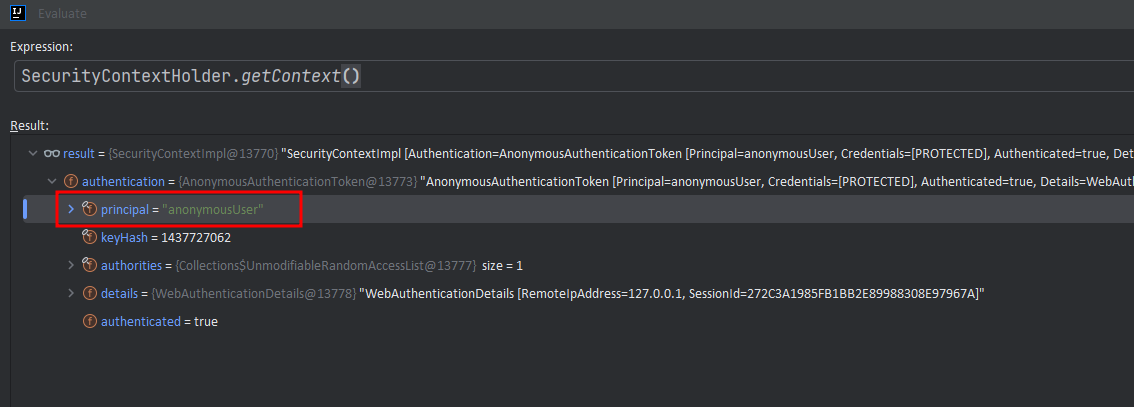 IJ Evaluate
Expression:
SecurityContextHolder.getContext()
Result:
result = {SecurityContextImpl@13770} "SecurityContextImpl [Authentication=AnonymousAuthenticationToken [Principal=anonymousUser, Credentials=[PROTECTED], Authenticated=true, Det
f authentication = {AnonymousAuthenticationToken@13773} "AnonymousAuthenticationToken [Principal=anonymousUser, Credentials=[PROTECTED], Authenticated=true, Details=WebAuth
f principal = "anonymousUser"
f keyHash = 1437727062
f authorities = {Collections$UnmodifiableRandomAccessList@13777} size = 1
f details = {WebAuthenticationDetails@13778} "WebAuthenticationDetails [RemoteIpAddress=127.0.0.1, SessionId=272C3A1985FB1BB2E89988308E97967A]"
f authenticated = true